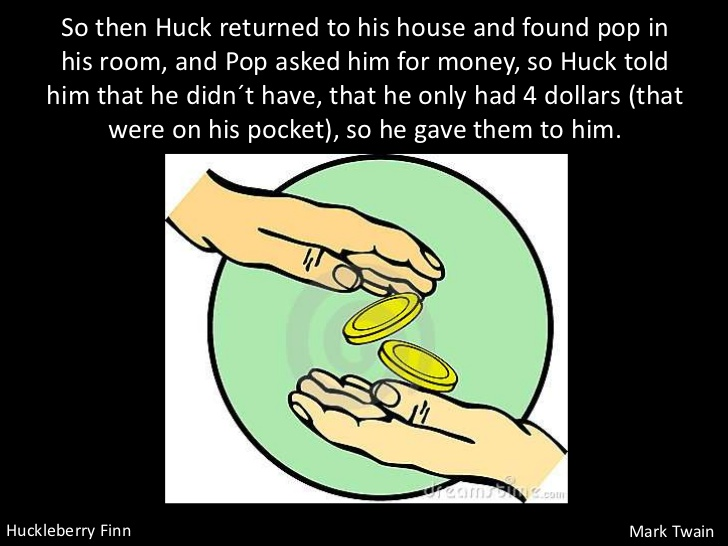 So then Huck returned to his house and found pop in
his room, and Pop asked him for money, so Huck told
him that he didn´t have, that he only had 4 dollars (that
were on his pocket), so he gave them to him.
dreamstime.com
Huckleberry Finn
Mark Twain